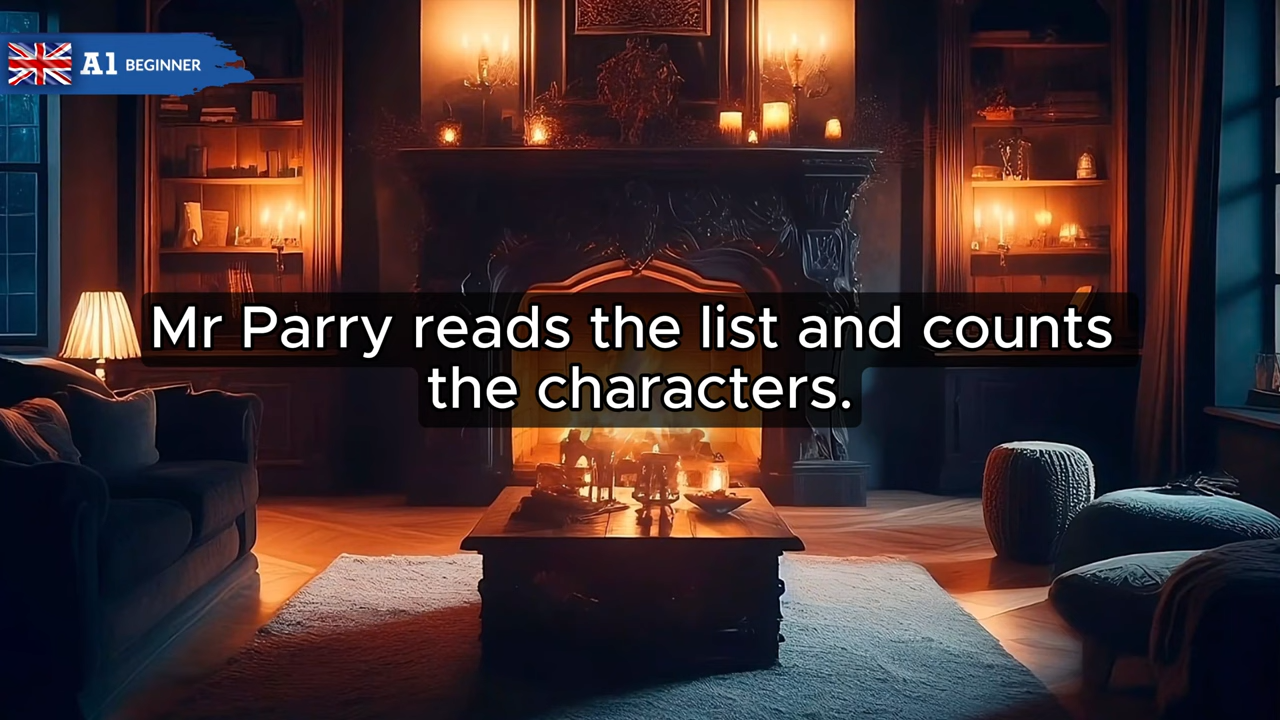 A1 BEGINNER
Mr Parry reads the list and counts
the characters.